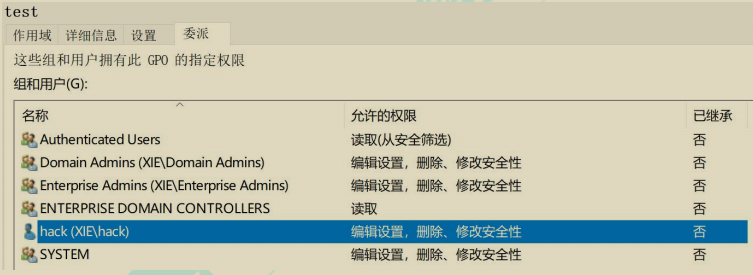 test
作用域 详细信息 设置 委派
这些组和用户拥有此 GPO 的指定权限
组和用户(G):
名称 允许的权限 已继承
Authenticated Users 读取(从安全筛选) 否
Domain Admins (XIE\Domain Admins) 编辑设置，删除、修改安全性 否
Enterprise Admins (XIE\Enterprise Admins) 编辑设置，删除、修改安全性 否
ENTERPRISE DOMAIN CONTROLLERS 读取 否
hack (XIE\hack) 编辑设置，删除、修改安全性 否
SYSTEM 编辑设置，删除、修改安全性 否